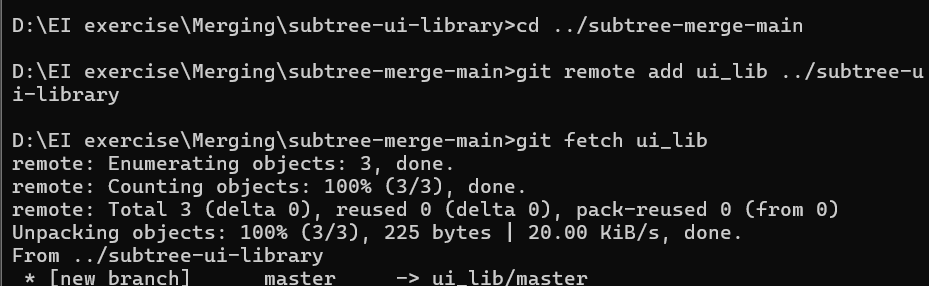 D:\EI exercise\Merging\subtree-ui-library>cd ../subtree-merge-main
D:\EI exercise\Merging\subtree-merge-main>git remote add ui_lib ../subtree-u
i-library
D:\EI exercise\Merging\subtree-merge-main>git fetch ui_lib
remote: Enumerating objects: 3, done.
remote: Counting objects: 100% (3/3), done.
remote: Total 3 (delta 0), reused 0 (delta 0), pack-reused 0 (from 0)
Unpacking objects: 100% (3/3), 225 bytes | 20.00 KiB/s, done.
From ../subtree-ui-library
 * [new branch]      master     -> ui_lib/master